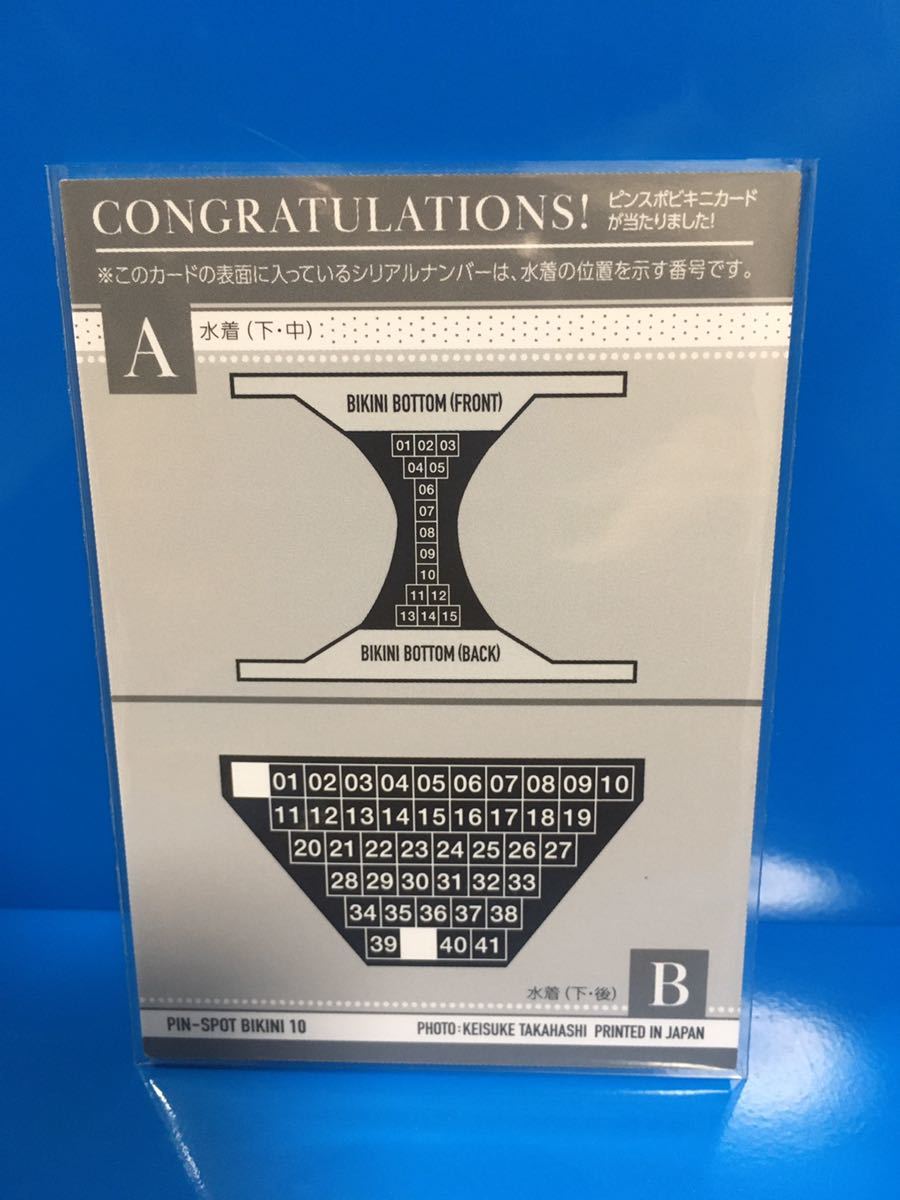 CONGRATULATIONS!
ピンスポビキニカード
が当たりました!
※このカードの表面に入っているシリアルナンバーは、水着の位置を示す番号です。
A
水着(下・中)
BIKINI BOTTOM (FRONT)
01 02 03
04 05
06
07
08
09
10
11 12
13 14 15
BIKINI BOTTOM (BACK)
01 02 03 04 05 06 07 08 09 10
11 12 13 14 15 16 17 18 19
20 21 22 23 24 25 26 27
28 29 30 31 32 33
34 35 36 37 38
39 40 41
水着(下・後)
B
PIN-SPOT BIKINI 10
PHOTO:KEISUKE TAKAHASHI PRINTED IN JAPAN